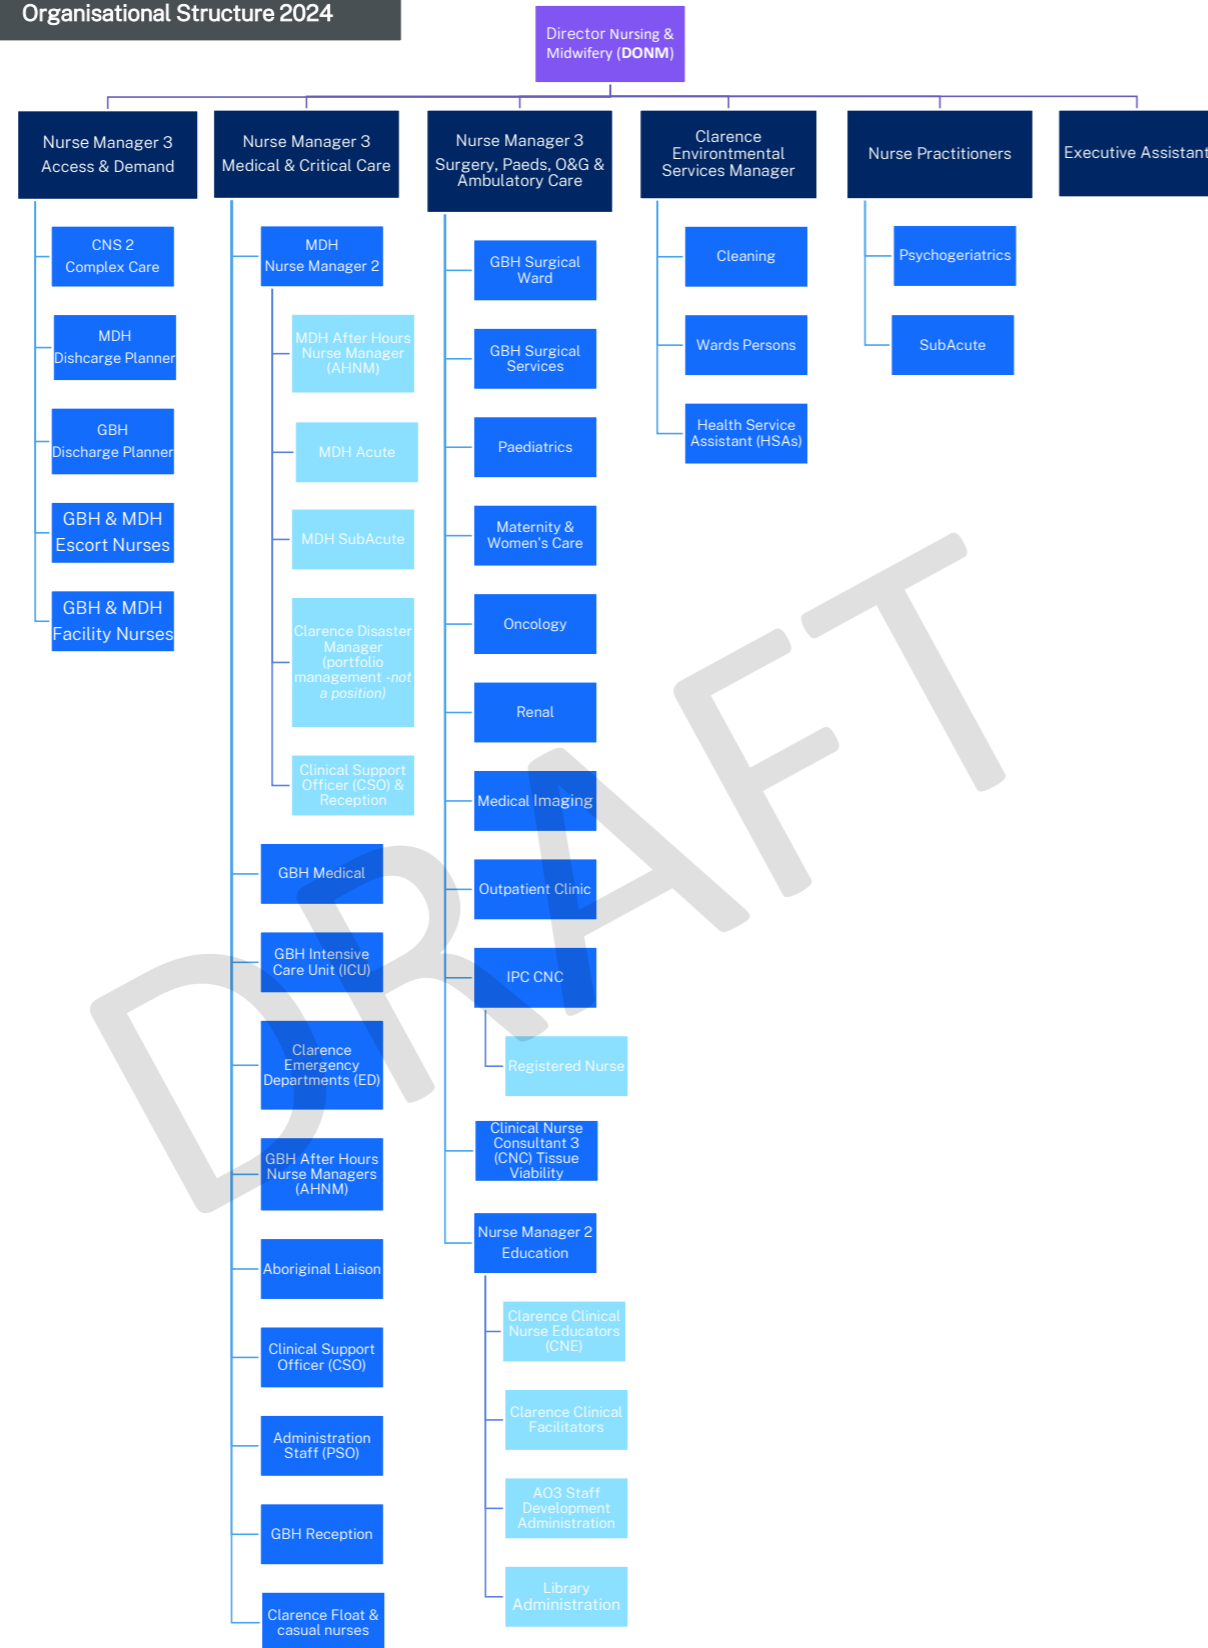 Organisational Structure 2024
Director Nursing &
Midwifery (DONM)
Nurse Manager 3
Access & Demand
Nurse Manager 3
Medical & Critical Care
Nurse Manager 3
Surgery, Paeds, O&G &
Ambulatory Care
Clarence
Environtmental
Services Manager
Nurse Practitioners
Executive Assistant
CNS 2
Complex Care
MDH
Dishcarge Planner
GBH
Discharge Planner
GBH & MDH
Escort Nurses
GBH & MDH
Facility Nurses
MDH
Nurse Manager 2
MDH After Hours
Nurse Manager
(AHNM)
MDH Acute
MDH SubAcute
Clarence Disaster
Manager
(portfolio
management -not
a position)
Clinical Support
Officer (CSO) &
Reception
GBH Medical
GBH Intensive
Care Unit (ICU)
Clarence
Emergency
Departments (ED)
GBH After Hours
Nurse Managers
(AHNM)
Aboriginal Liaison
Clinical Support
Officer (CSO)
Administration
Staff (PSO)
GBH Reception
Clarence Float &
casual nurses
GBH Surgical
Ward
GBH Surgical
Services
Paediatrics
Maternity &
Women's Care
Oncology
Renal
Medical Imaging
Outpatient Clinic
IPC CNC
Registered Nurse
Clinical Nurse
Consultant 3
(CNC) Tissue
Viability
Nurse Manager 2
Education
Clarence Clinical
Nurse Educators
(CNE)
Clarence Clinical
Facilitators
AO3 Staff
Development
Administration
Library
Administration
Cleaning
Wards Persons
Health Service
Assistant (HSAs)
Psychogeriatrics
SubAcute
DRAFT